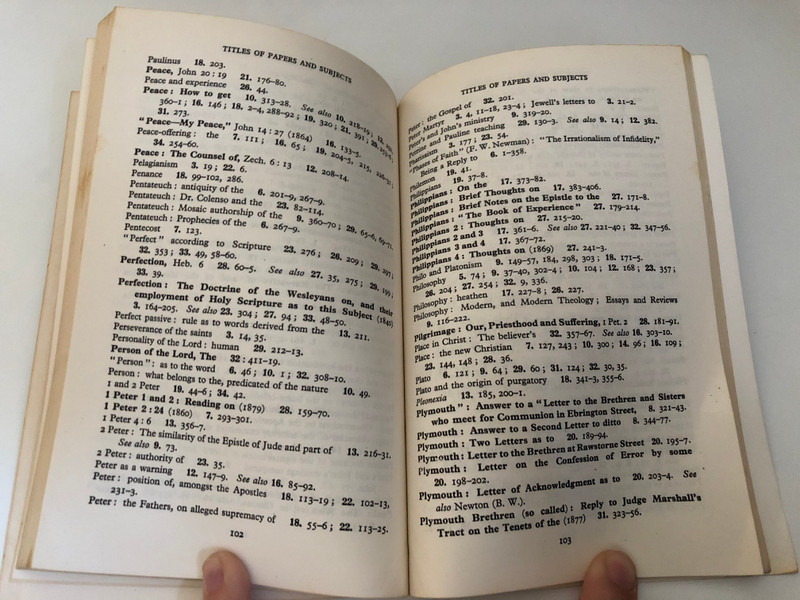 TITLES OF PAPERS AND SUBJECTS
Paulinus 18. 203.
Peace, John 20 : 19 21. 176–80.
Peace and experience 26. 44.
Peace : How to get 10. 313–28. See also 10. 218–19 ; 12.
360–1 ; 16. 146 ; 18. 2–4, 288–92 ; 19. 320 ; 21. 391 ;
31. 273.
"Peace—My Peace," John 14 : 27 (1864) 16. 133–5.
Peace-offering : the 7. 111 ; 16. 65 ; 19. 204–5, 215,
34. 254–60.
Peace : The Counsel of, Zech. 6 : 13 12. 208–14.
Pelagianism 3. 19 ; 22. 6.
Penance 18. 99–102, 286.
Pentateuch : antiquity of the 6. 201–9, 267–9.
Pentateuch : Dr. Colenso and the 23. 82–114.
Pentateuch : Mosaic authorship of the 9. 360–70 ; 29. 65–6, 69–71.
Pentateuch : Prophecies of the 6. 267–9.
Pentecost 7. 123.
"Perfect" according to Scripture 23. 276 ; 26. 209 ; 29. 197 ;
32. 353 ; 33. 49, 58–60.
Perfection, Heb. 6 28. 60–5. See also 27. 35, 275 ; 29. 199 ;
33. 39.
Perfection : The Doctrine of the Wesleyans on, and their
employment of Holy Scripture as to this Subject (1840)
3. 164–205. See also 23. 304 ; 27. 94 ; 33. 48–50.
Perfect passive : rule as to words derived from the 13. 211.
Perseverance of the saints 3. 14, 35.
Personality of the Lord : human 29. 212–13.
Person of the Lord, The 32 : 411–19.
"Person" : as to the word 6. 46 ; 10. 1 ; 32. 308–10.
Person : what belongs to the, predicated of the nature 10. 49.
1 and 2 Peter 19. 44–6 ; 34. 42.
1 Peter 1 and 2 : Reading on (1879) 28. 159–70.
1 Peter 2 : 24 (1860) 7. 293–301.
1 Peter 4 : 6 13. 356–7.
2 Peter : The similarity of the Epistle of Jude and part of 13. 216–31.
See also 9. 73.
2 Peter : authority of 23. 35.
Peter as a warning 12. 147–9. See also 16. 85–92.
Peter : position of, amongst the Apostles 18. 113–19 ; 22. 102–13,
231–3.
Peter : the Fathers, on alleged supremacy of 18. 55–6 ; 22. 113–25.
102
TITLES OF PAPERS AND SUBJECTS
Peter : the Gospel of 32. 201.
Peter Martyr 3. 4, 11–18, 23–4 ; Jewell's letters to 3. 21–2.
Peter's and John's ministry 9. 319–20.
Petrine and Pauline teaching 29. 130–3. See also 9. 14 ; 12. 382.
3. 177 ; 23. 54.
"Phases of Faith" (F. W. Newman) : "The Irrationalism of Infidelity,"
Being a Reply to 6. 1–358.
Philemon 19. 41.
Philippians 19. 37–8.
Philippians : On the 17. 373–82.
Philippians : Brief Thoughts on 17. 383–406.
Philippians : Brief Notes on the Epistle to the 27. 171–8.
Philippians : "The Book of Experience" 27. 179–214.
Philippians 2 : Thoughts on 27. 215–20.
Philippians 2 and 3 17. 361–6. See also 27. 221–40 ; 32. 347–56.
Philippians 3 and 4 17. 367–72.
Philippians 4 : Thoughts on (1869) 27. 241–3.
Philo and Platonism 9. 149–57, 184, 298, 303 ; 18. 171–5.
Philosophy 5. 74 ; 9. 37–40, 302–4 ; 10. 104 ; 12. 168 ; 23. 357 ;
26. 204 ; 27. 254 ; 32. 9, 336.
Philosophy : heathen 17. 227–8 ; 26. 227.
Philosophy : Modern, and Modern Theology ; Essays and Reviews
9. 116–222.
Pilgrimage : Our, Priesthood and Suffering, 1 Pet. 2 28. 181–91.
Place in Christ : The believer's 32. 357–67. See also 16. 303–10.
Place : the new Christian 7. 127, 243 ; 10. 300 ; 14. 96 ; 16. 109 ;
23. 144, 148 ; 28. 36.
Plato 6. 121 ; 9. 64 ; 29. 60 ; 31. 124 ; 32. 30, 35.
Plato and the origin of purgatory 18. 341–3, 355–6.
Pleonexia 13. 185, 200–1.
Plymouth : Answer to a "Letter to the Brethren and Sisters
who meet for Communion in Ebrington Street, 8. 321–43.
Plymouth : Answer to a Second Letter to ditto 8. 344–77.
Plymouth : Two Letters as to 20. 189–94.
Plymouth : Letter to the Brethren at Rawstorne Street 20. 195–7.
Plymouth : Letter on the Confession of Error by some
20. 198–202.
Plymouth : Letter of Acknowledgment as to 20. 203–4. See
also Newton (B. W.).
Plymouth Brethren (so called) : Reply to Judge Marshall's
Tract on the Tenets of the (1877) 31. 323–56.
103